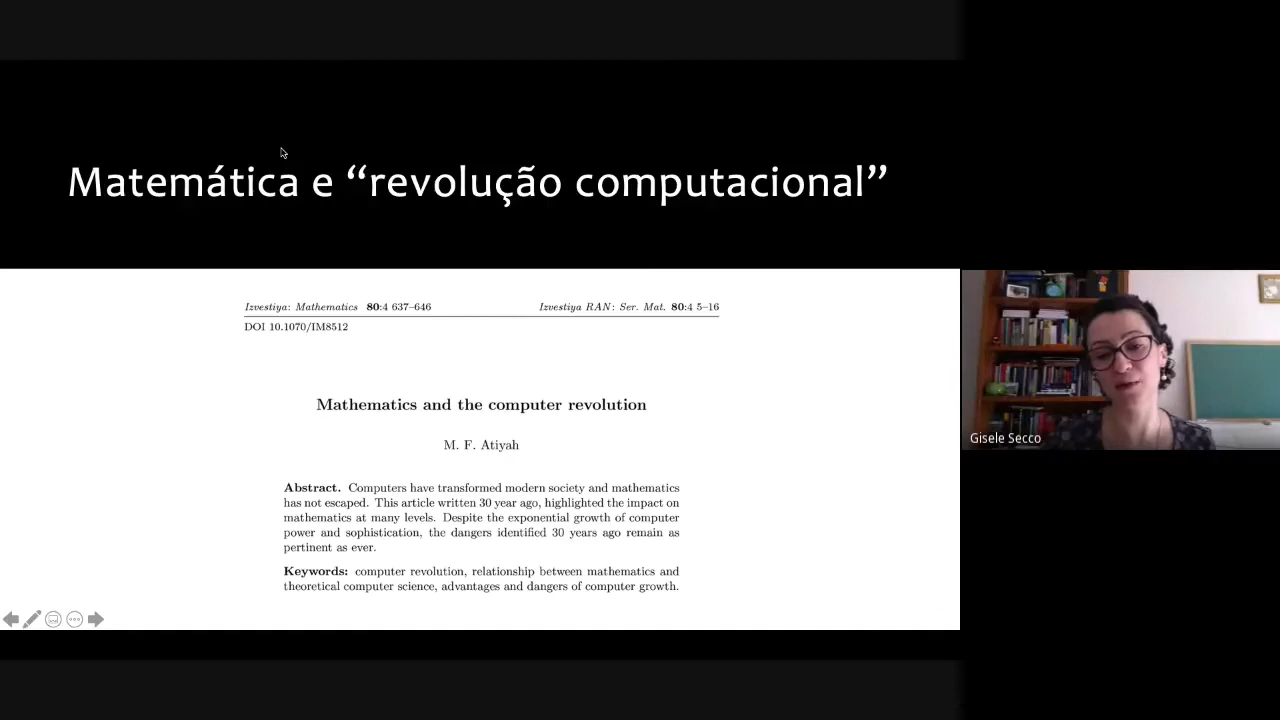 Matemática e “revolução computacional”
Izvestiya: Mathematics 80:4 637–646 Izvestiya RAN: Ser. Mat. 80:4 5–16
DOI 10.1070/IM8512
Mathematics and the computer revolution
M. F. Atiyah
Abstract. Computers have transformed modern society and mathematics
has not escaped. This article written 30 year ago, highlighted the impact on
mathematics at many levels. Despite the exponential growth of computer
power and sophistication, the dangers identified 30 years ago remain as
pertinent as ever.
Keywords: computer revolution, relationship between mathematics and
theoretical computer science, advantages and dangers of computer growth.
Gisele Secco